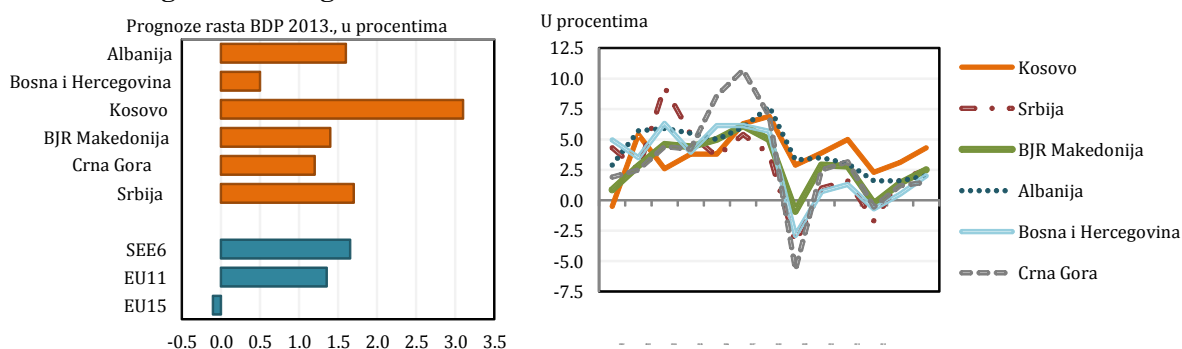 Prognoze rasta BDP 2013., u procentima
Albanija
Bosna i Hercegovina
Kosovo
BJR Makedonija
Crna Gora
Srbija
SEE6
EU11
EU15
-0.5 0.0 0.5 1.0 1.5 2.0 2.5 3.0 3.5
U procentima
12.5
10.0
7.5
5.0
2.5
0.0
-2.5
-5.0
-7.5
Kosovo
Srbija
BJR Makedonija
Albanija
Bosna i Hercegovina
Crna Gora